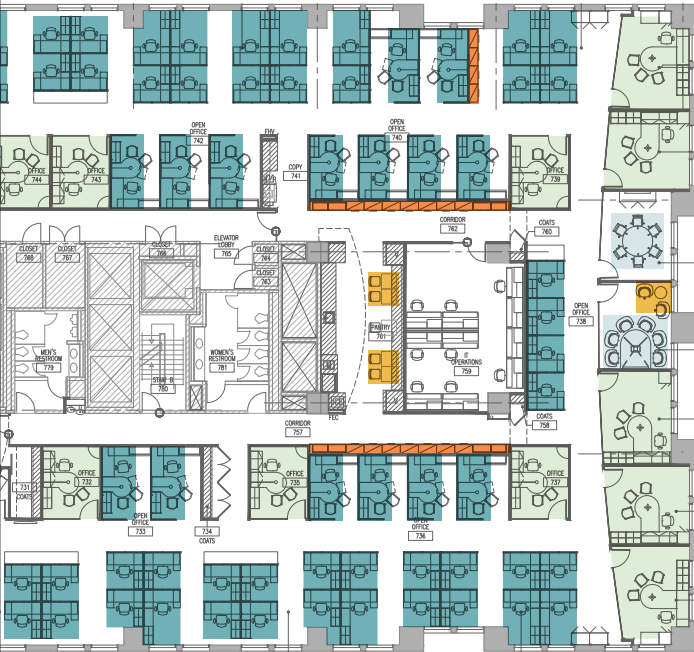 OPEN
OFFICE
742
OPEN
OFFICE
740
FHV
COPY
741
OFFICE
744
OFFICE
743
OFFICE
739
CORRIDOR
762
COATS
760
ELEVATOR
LOBBY
765
CLOSET
768
CLOSET
767
CLOSET
766
CLOSET
764
CLOSET
763
OPEN
OFFICE
738
PANTRY
761
IT
OPERATIONS
759
MEN'S
RESTROOM
779
WOMEN'S
RESTROOM
781
STAIR B
780
FEC
COATS
758
CORRIDOR
757
OFFICE
732
OFFICE
735
OFFICE
737
731
COATS
OPEN
OFFICE
733
734
COATS
OPEN
OFFICE
736